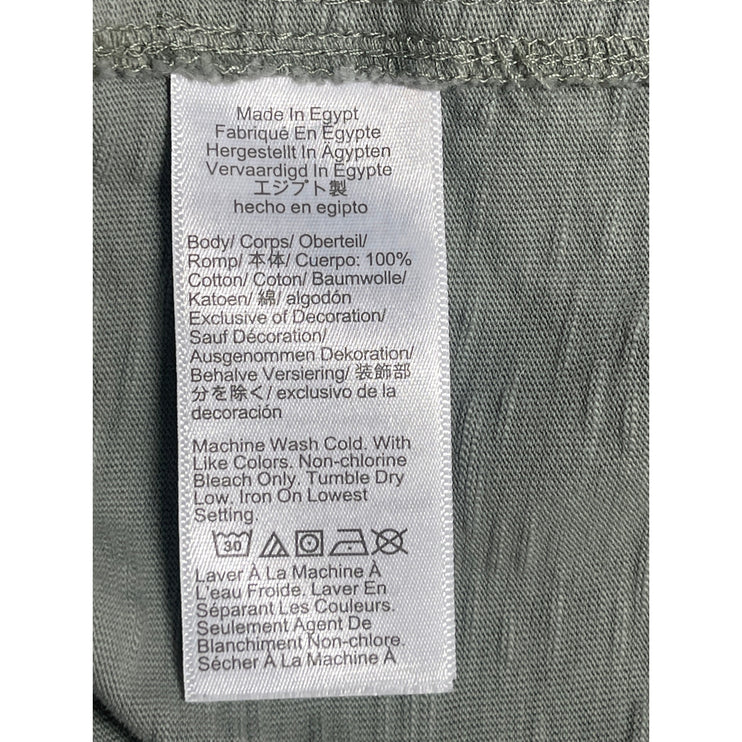 Made In Egypt
Fabriqué En Égypte
Hergestellt In Ägypten
Vervaardigd In Egypte
エジプト製
hecho en egipto
Body/ Corps/ Oberteil/
Romp/ 本体/ Cuerpo: 100%
Cotton/ Coton/ Baumwolle/
Katoen/ 綿/ algodón
Exclusive of Decoration/
Sauf Décoration/
Ausgenommen Dekoration/
Behalve Versiering/ 装飾部
分を除く/ exclusivo de la
decoración
Machine Wash Cold. With
Like Colors. Non-chlorine
Bleach Only. Tumble Dry
Low. Iron On Lowest
Setting.
30
Laver À La Machine À
L'eau Froide. Laver En
Séparant Les Couleurs.
Seulement Agent De
Blanchiment Non-chlore.
Sécher À La Machine À